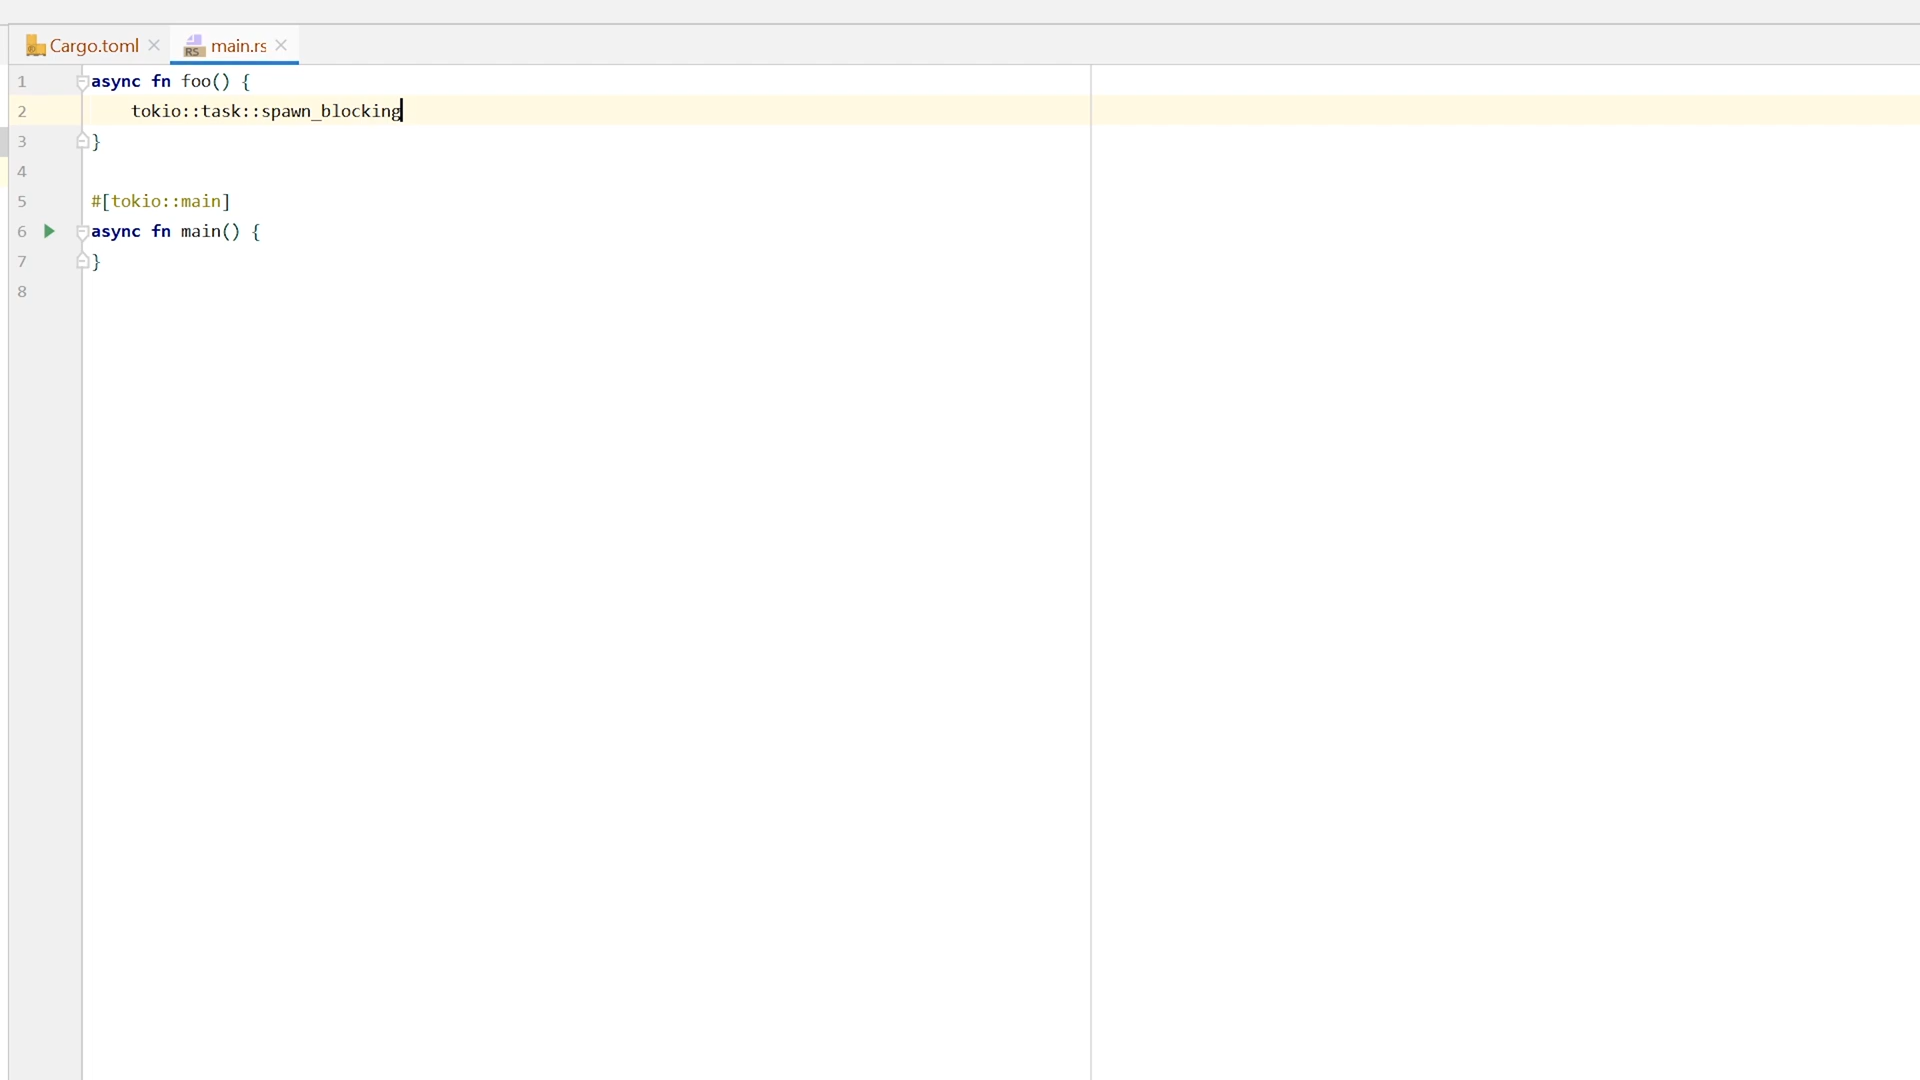 Cargo.toml
RS main.rs
1 async fn foo() {
2 tokio::task::spawn_blocking
3 }
4
5 #[tokio::main]
6 async fn main() {
7 }
8